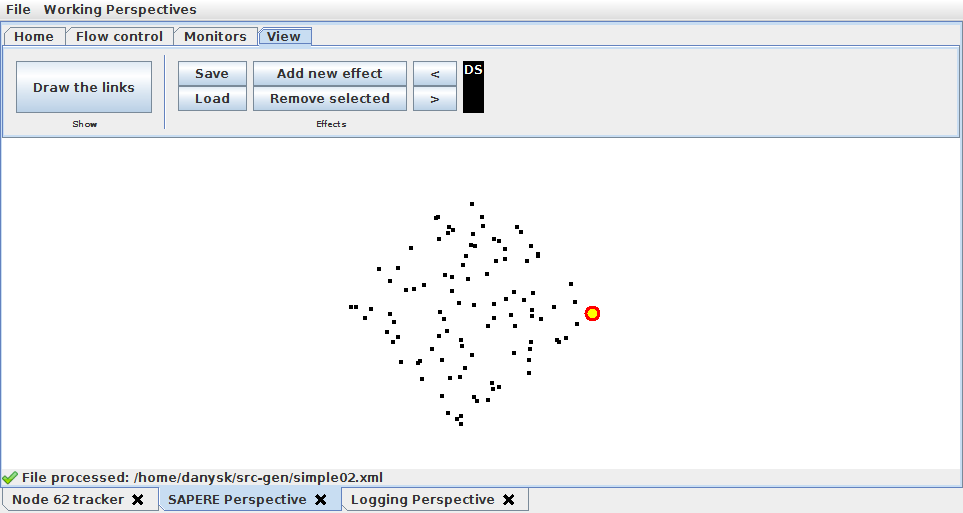 File Working Perspectives
Home Flow control Monitors View
Draw the links Save Add new effect < DS
Load Remove selected >
Show Effects
File processed: /home/danysk/src-gen/simple02.xml
Node 62 tracker SAPERE Perspective Logging Perspective